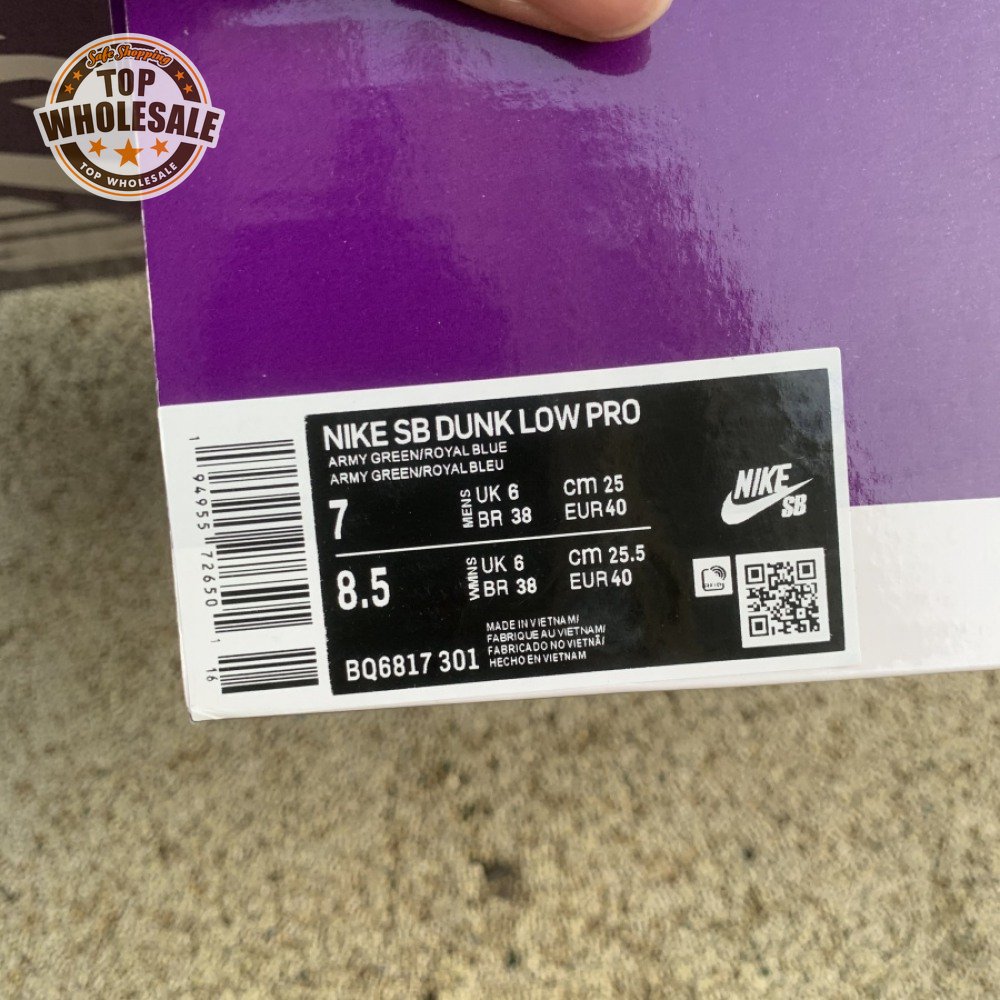 Safe Shopping
TOP
WHOLESALE
TOP WHOLESALE
NIKE SB DUNK LOW PRO
ARMY GREEN/ROYAL BLUE
ARMY GREEN/ROYAL BLEU
7 MENS UK 6 cm 25
BR 38 EUR 40
8.5 WMNS UK 6 cm 25.5
BR 38 EUR 40
MADE IN VIETNAM/
FABRIQUE AU VIETNAM/
FABRICADO NO VIETNÃ/
HECHO EN VIETNAM
BQ6817 301
NIKE
SB
1 94955 72650 1 16